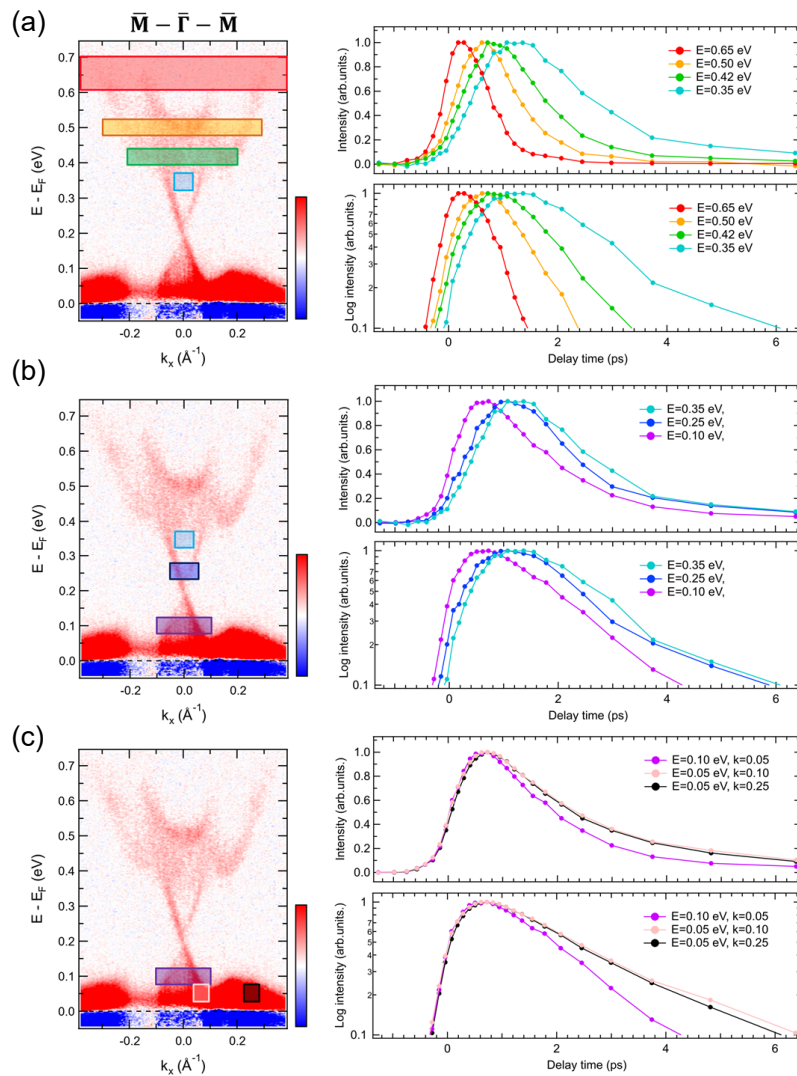 (a)
M̄ – Γ̄ – M̄
0.7
0.6
0.5
0.4
0.3
0.2
0.1
0.0
E - E_F (eV)
-0.2
0.0
0.2
k_x (Å⁻¹)
1.0
0.8
0.6
0.4
0.2
0.0
Intensity (arb.units.)
E=0.65 eV
E=0.50 eV
E=0.42 eV
E=0.35 eV
1
5
4
3
2
0.1
Log intensity (arb.units.)
E=0.65 eV
E=0.50 eV
E=0.42 eV
E=0.35 eV
0
2
4
6
Delay time (ps)
(b)
0.7
0.6
0.5
0.4
0.3
0.2
0.1
0.0
E - E_F (eV)
-0.2
0.0
0.2
k_x (Å⁻¹)
1.0
0.8
0.6
0.4
0.2
0.0
Intensity (arb.units.)
E=0.35 eV,
E=0.25 eV,
E=0.10 eV,
1
5
4
3
2
0.1
Log intensity (arb.units.)
E=0.35 eV,
E=0.25 eV,
E=0.10 eV,
0
2
4
6
Delay time (ps)
(c)
0.7
0.6
0.5
0.4
0.3
0.2
0.1
0.0
E - E_F (eV)
-0.2
0.0
0.2
k_x (Å⁻¹)
1.0
0.8
0.6
0.4
0.2
0.0
Intensity (arb.units.)
E=0.10 eV, k=0.05
E=0.05 eV, k=0.10
E=0.05 eV, k=0.25
1
5
4
3
2
0.1
Log intensity (arb.units.)
E=0.10 eV, k=0.05
E=0.05 eV, k=0.10
E=0.05 eV, k=0.25
0
2
4
6
Delay time (ps)